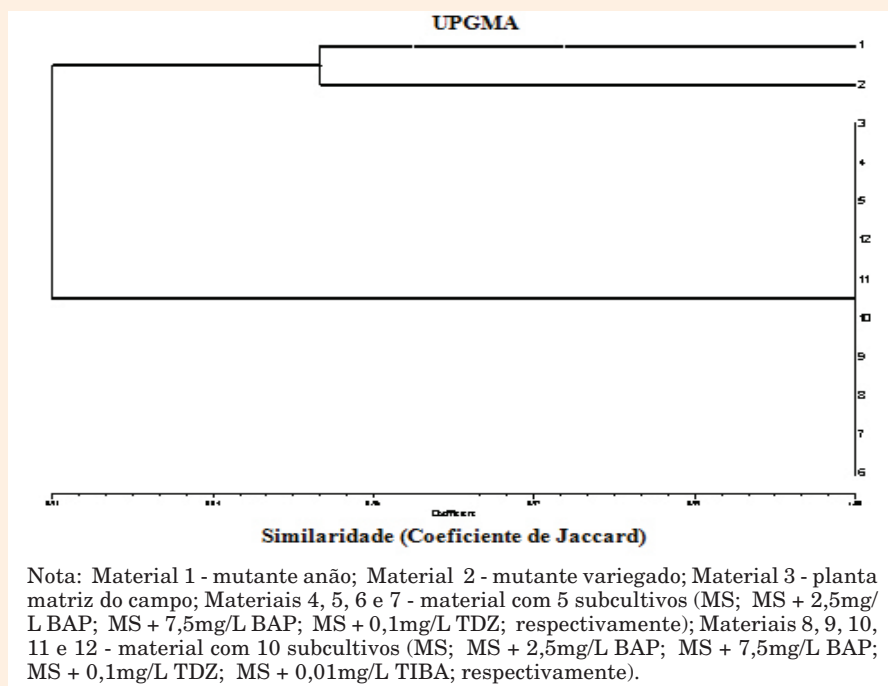 UPGMA
1
2
3
4
5
12
11
10
9
8
7
6
Coefficient
Similaridade (Coeficiente de Jaccard)
Nota: Material 1 - mutante anão; Material 2 - mutante variegado; Material 3 - planta
matriz do campo; Materiais 4, 5, 6 e 7 - material com 5 subcultivos (MS; MS + 2,5mg/
L BAP; MS + 7,5mg/L BAP; MS + 0,1mg/L TDZ; respectivamente); Materiais 8, 9, 10,
11 e 12 - material com 10 subcultivos (MS; MS + 2,5mg/L BAP; MS + 7,5mg/L BAP;
MS + 0,1mg/L TDZ; MS + 0,01mg/L TIBA; respectivamente).